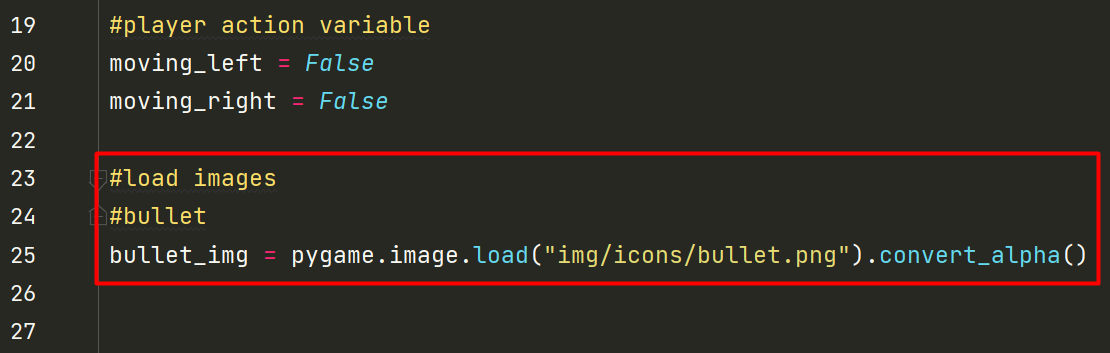 19 #player action variable
20 moving_left = False
21 moving_right = False
22
23 #load images
24 #bullet
25 bullet_img = pygame.image.load("img/icons/bullet.png").convert_alpha()
26
27